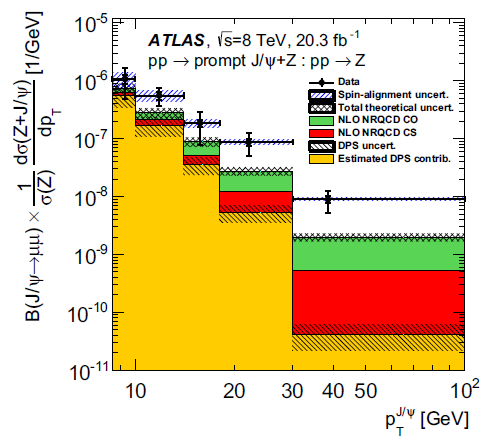 ATLAS, √s=8 TeV, 20.3 fb⁻¹
pp → prompt J/ψ+Z : pp → Z
Data
Spin-alignment uncert.
Total theoretical uncert.
NLO NRQCD CO
NLO NRQCD CS
DPS uncert.
Estimated DPS contrib.
B(J/ψ→μμ) × 1/σ(Z) dσ(Z+J/ψ)/dp_T [1/GeV]
10⁻⁵
10⁻⁶
10⁻⁷
10⁻⁸
10⁻⁹
10⁻¹⁰
10⁻¹¹
10 20 30 40 50 10²
p_T^J/ψ [GeV]